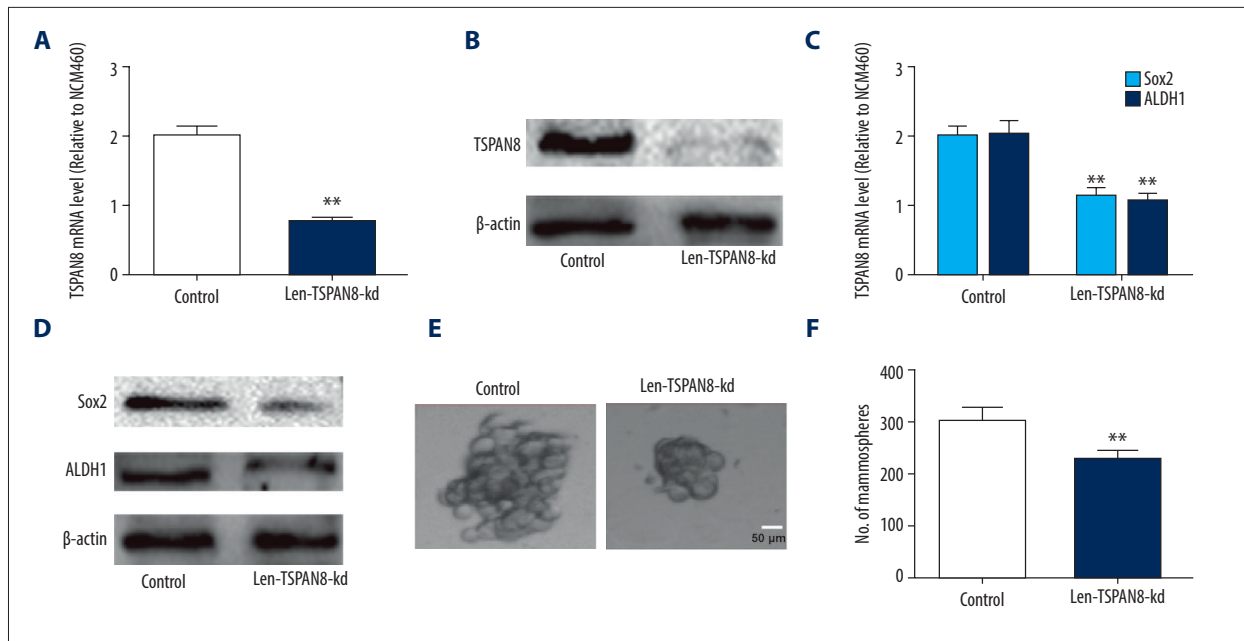 A
TSPAN8 mRNA level (Relative to NCM460)
3
2
1
0
**
Control
Len-TSPAN8-kd
B
TSPAN8
β-actin
Control
Len-TSPAN8-kd
C
TSPAN8 mRNA level (Relative to NCM460)
3
2
1
0
Sox2
ALDH1
**
**
Control
Len-TSPAN8-kd
D
Sox2
ALDH1
β-actin
Control
Len-TSPAN8-kd
E
Control
Len-TSPAN8-kd
50 µm
F
No. of mammospheres
400
300
200
100
0
**
Control
Len-TSPAN8-kd